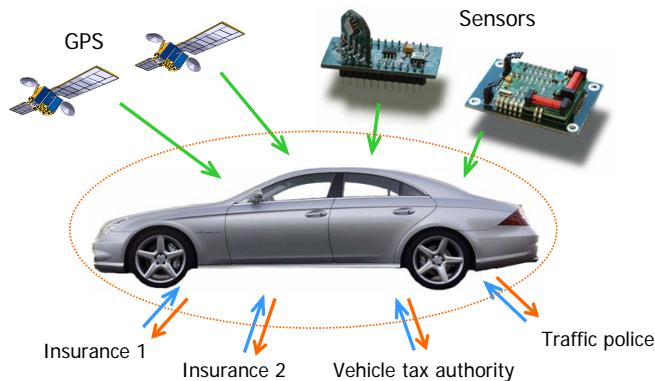 GPS
Sensors
Insurance 1
Insurance 2
Vehicle tax authority
Traffic police